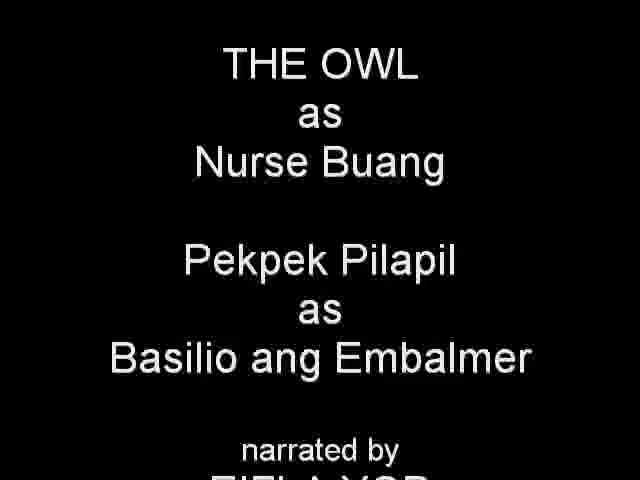 THE OWL
as
Nurse Buang
Pekpek Pilapil
as
Basilio ang Embalmer
narrated by